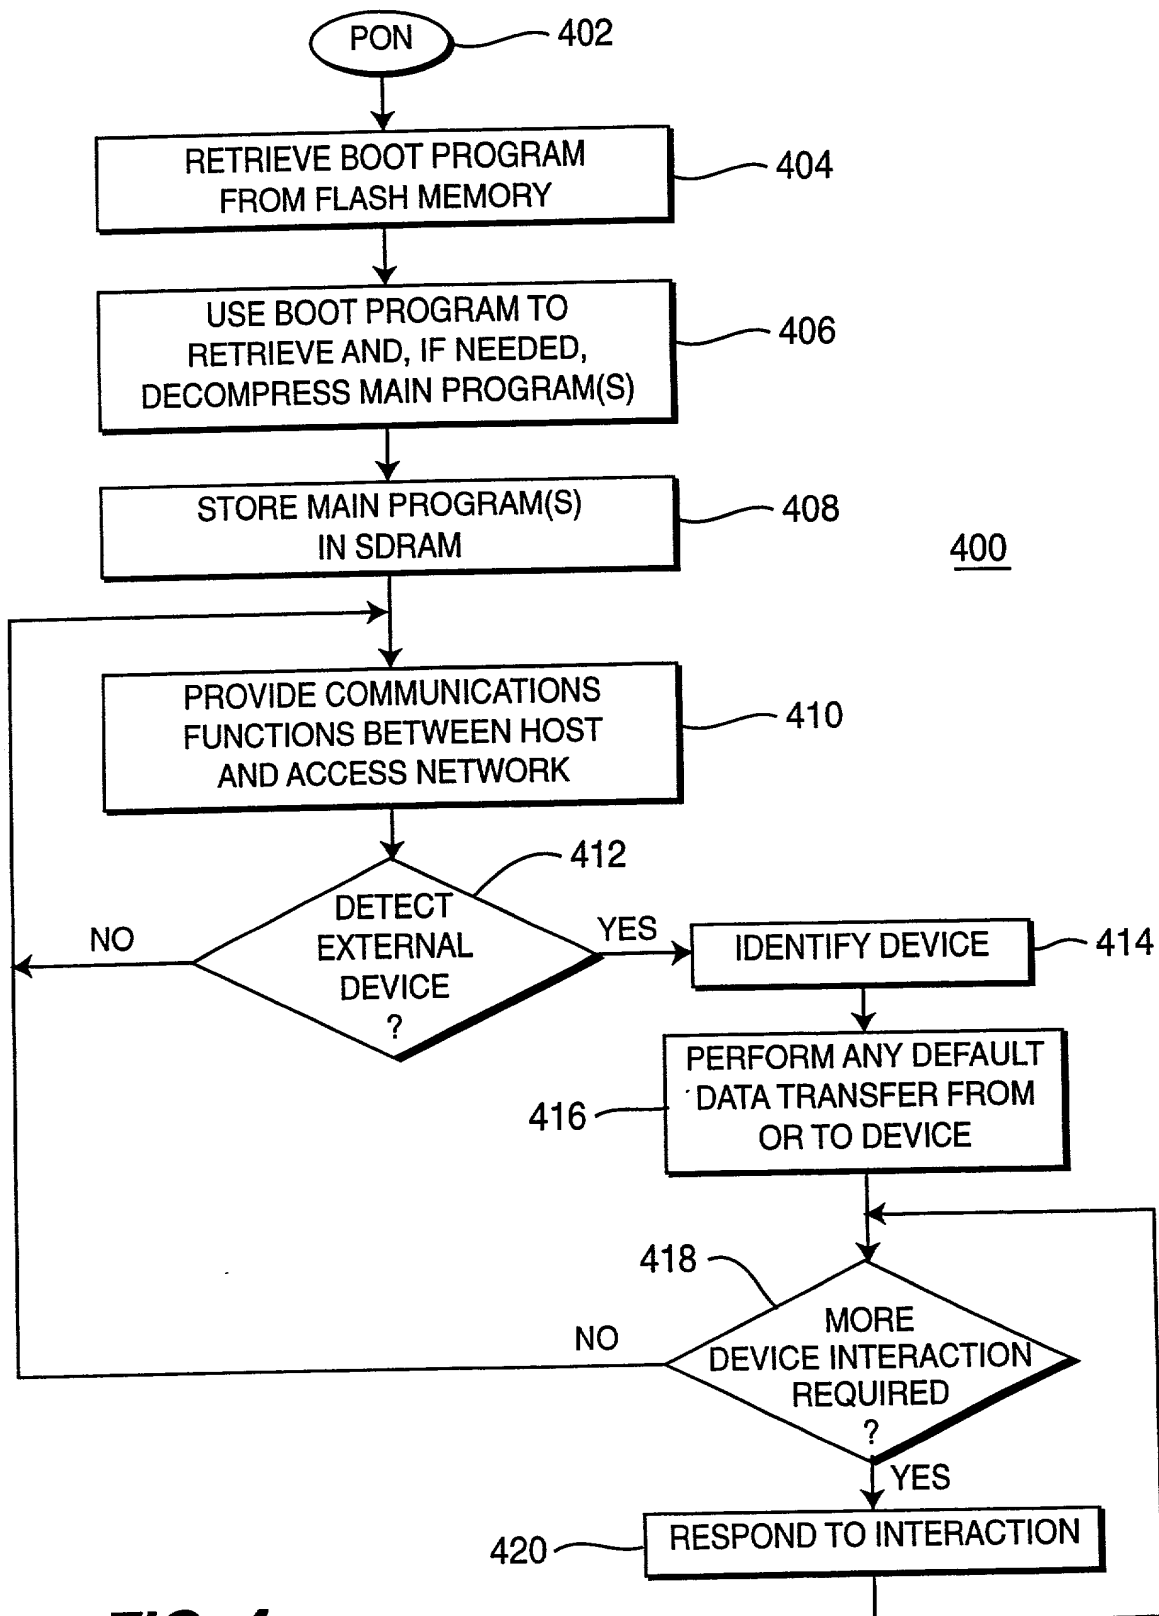 PON
402
RETRIEVE BOOT PROGRAM
FROM FLASH MEMORY
404
USE BOOT PROGRAM TO
RETRIEVE AND, IF NEEDED,
DECOMPRESS MAIN PROGRAM(S)
406
STORE MAIN PROGRAM(S)
IN SDRAM
408
400
PROVIDE COMMUNICATIONS
FUNCTIONS BETWEEN HOST
AND ACCESS NETWORK
410
412
DETECT
EXTERNAL
DEVICE
?
NO
YES
IDENTIFY DEVICE
414
PERFORM ANY DEFAULT
DATA TRANSFER FROM
OR TO DEVICE
416
418
MORE
DEVICE INTERACTION
REQUIRED
?
NO
YES
RESPOND TO INTERACTION
420